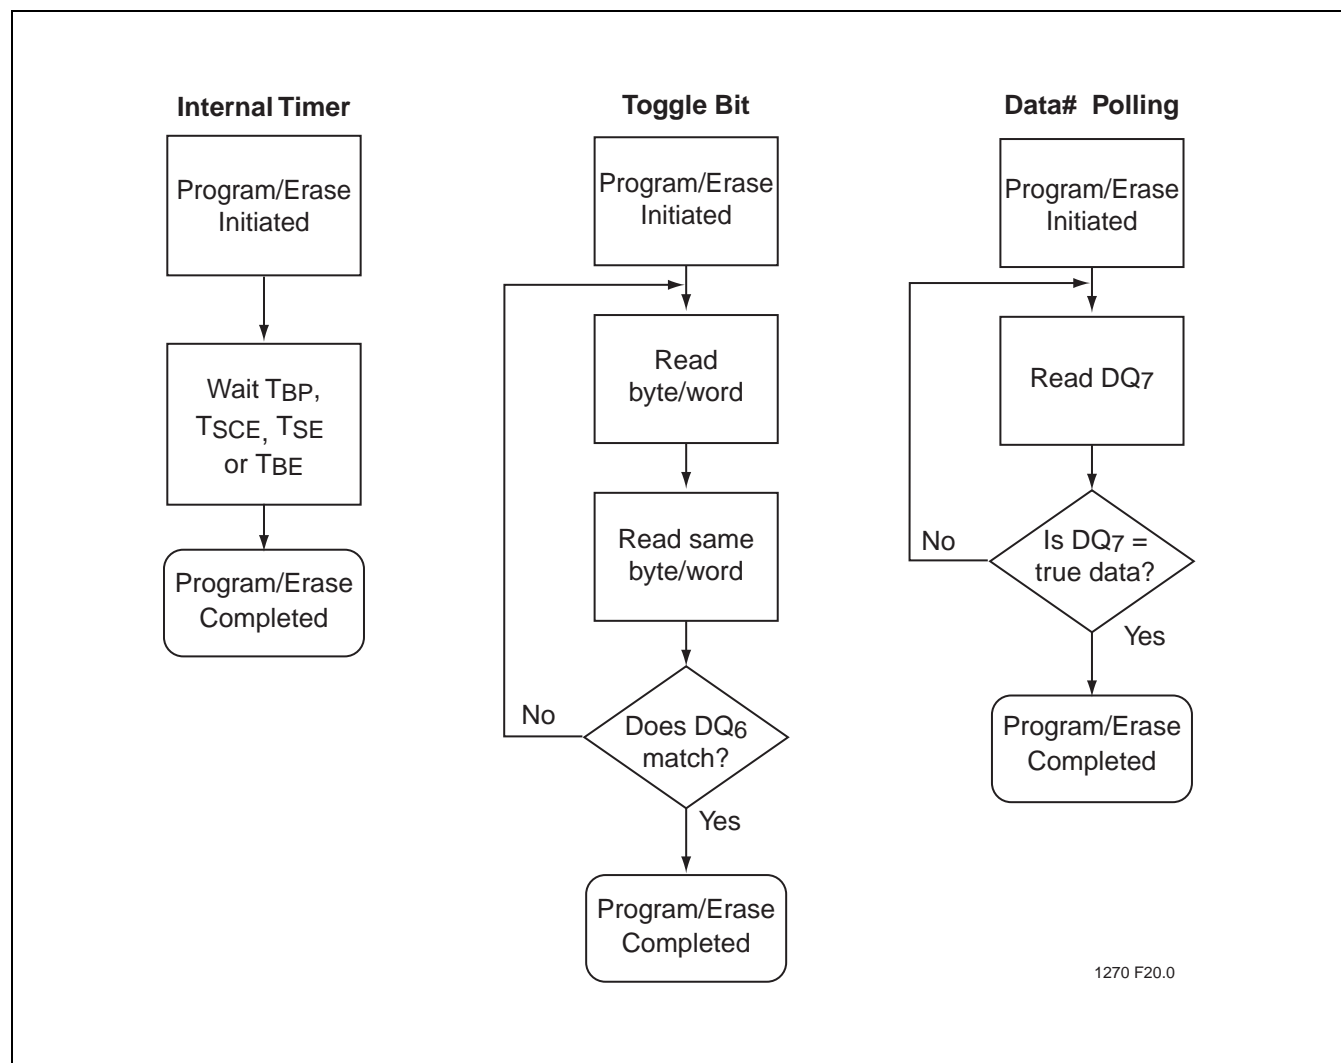 Internal Timer
Program/Erase
Initiated
Wait TBP,
TSCE, TSE
or TBE
Program/Erase
Completed
Toggle Bit
Program/Erase
Initiated
Read
byte/word
Read same
byte/word
Does DQ6
match?
No
Yes
Program/Erase
Completed
Data# Polling
Program/Erase
Initiated
Read DQ7
Is DQ7 =
true data?
No
Yes
Program/Erase
Completed
1270 F20.0